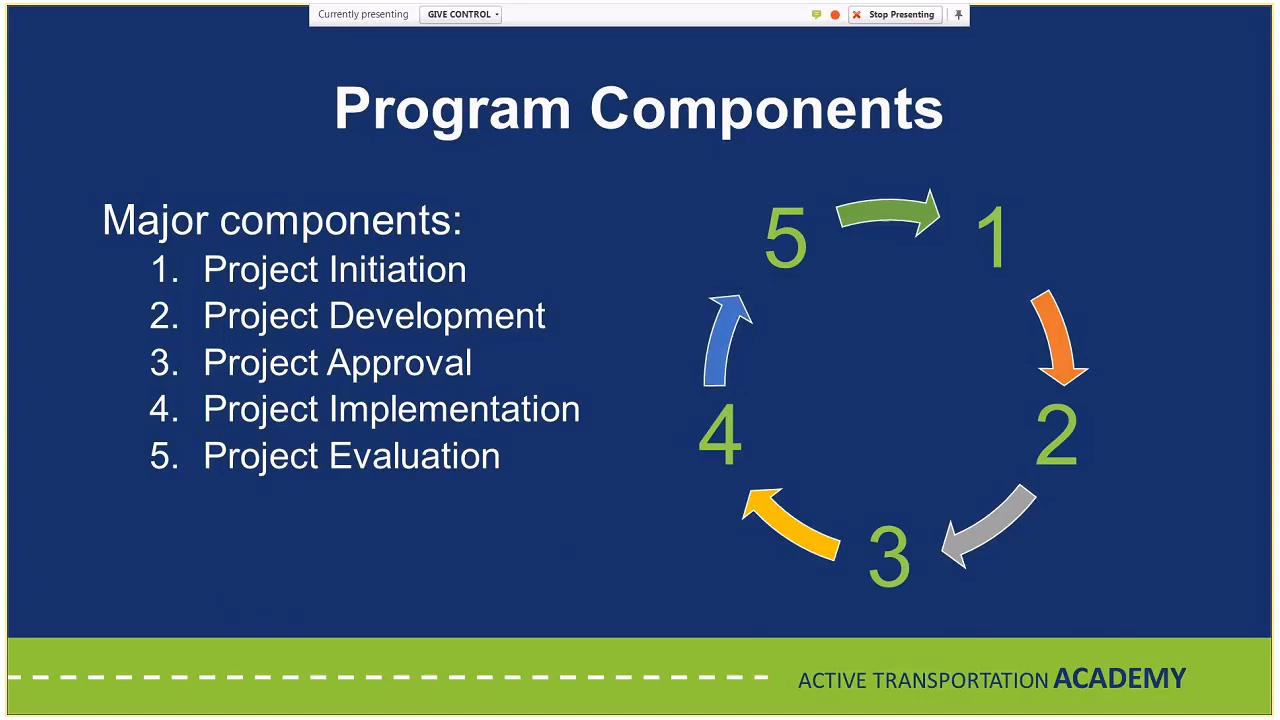 Currently presenting GIVE CONTROL Stop Presenting
Program Components
Major components:
1. Project Initiation
2. Project Development
3. Project Approval
4. Project Implementation
5. Project Evaluation
5 1
4 2
3
ACTIVE TRANSPORTATION ACADEMY